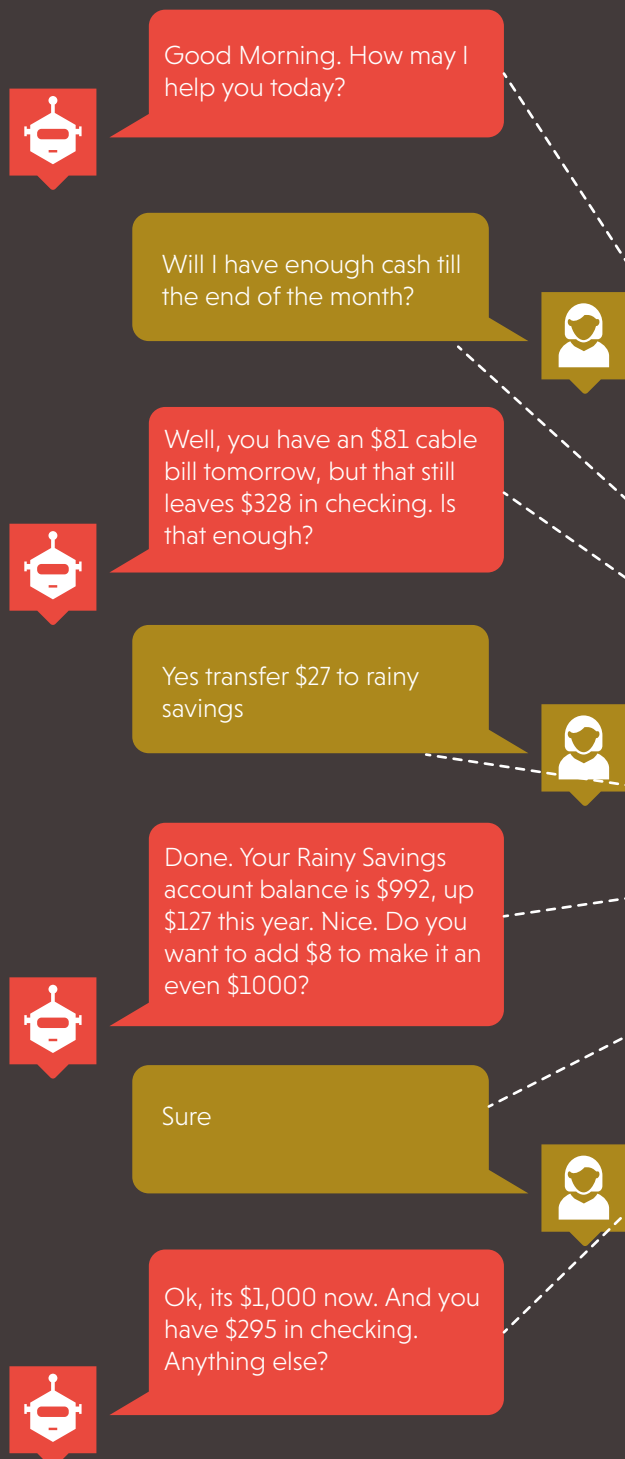 Good Morning. How may I
help you today?
Will I have enough cash till
the end of the month?
Well, you have an $81 cable
bill tomorrow, but that still
leaves $328 in checking. Is
that enough?
Yes transfer $27 to rainy
savings
Done. Your Rainy Savings
account balance is $992, up
$127 this year. Nice. Do you
want to add $8 to make it an
even $1000?
Sure
Ok, its $1,000 now. And you
have $295 in checking.
Anything else?